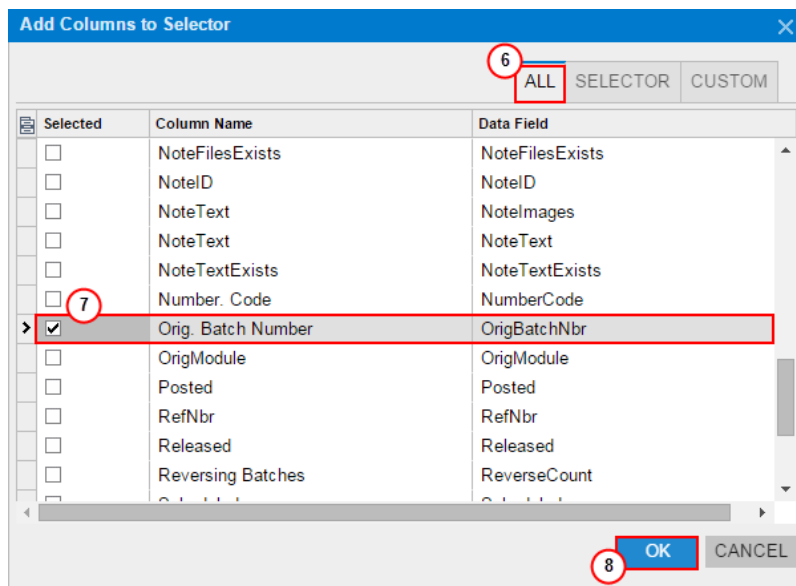 Add Columns to Selector
6
ALL SELECTOR CUSTOM
Selected Column Name Data Field
NoteFilesExists NoteFilesExists
NoteID NoteID
NoteText NoteImages
NoteText NoteText
NoteTextExists NoteTextExists
7 Number. Code NumberCode
Orig. Batch Number OrigBatchNbr
OrigModule OrigModule
Posted Posted
RefNbr RefNbr
Released Released
Reversing Batches ReverseCount
OK CANCEL
8